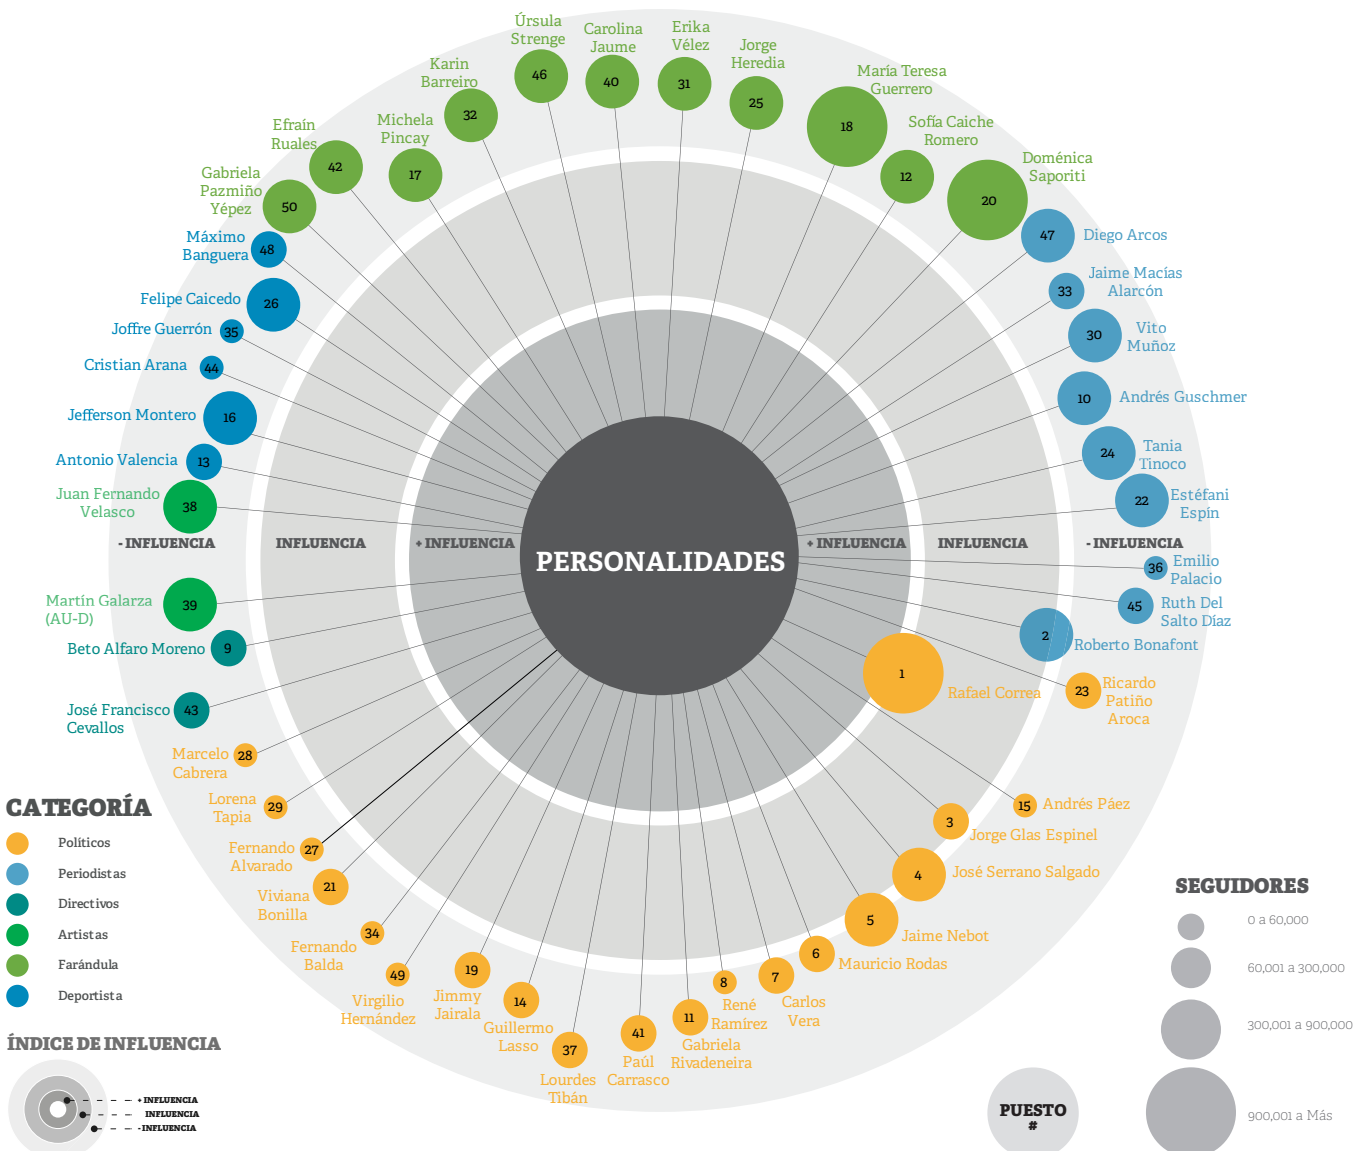 Úrsula
Strenge
46
Carolina
Jaume
40
Erika
Vélez
31
Jorge
Heredia
25
María Teresa
Guerrero
18
Sofía Caiche
Romero
12
Doménica
Saporiti
20
Karin
Barreiro
32
Michela
Pincay
17
Efraín
Ruales
42
Gabriela
Pazmiño
Yépez
50
Máximo
Banguera
48
Felipe Caicedo
26
Joffre Guerrón
35
Cristian Arana
44
Jefferson Montero
16
Antonio Valencia
13
Juan Fernando
Velasco
38
47
Diego Arcos
Jaime Macías
Alarcón
33
30
Vito
Muñoz
10
Andrés Guschmer
24
Tania
Tinoco
22
Estéfani
Espín
- INFLUENCIA
INFLUENCIA
+ INFLUENCIA
PERSONALIDADES
+ INFLUENCIA
INFLUENCIA
- INFLUENCIA
36
Emilio
Palacio
45
Ruth Del
Salto Díaz
2
Roberto Bonafont
1
Rafael Correa
23
Ricardo
Patiño
Aroca
Martín Galarza
(AU-D)
39
Beto Alfaro Moreno
9
José Francisco
Cevallos
43
Marcelo
Cabrera
28
Lorena
Tapia
29
Fernando
Alvarado
27
Viviana
Bonilla
21
Fernando
Balda
34
Virgilio
Hernández
49
Jimmy
Jairala
19
Guillermo
Lasso
14
Lourdes
Tibán
37
Paúl
Carrasco
41
Gabriela
Rivadeneira
11
René
Ramírez
8
Carlos
Vera
7
6
Mauricio Rodas
5
Jaime Nebot
4
José Serrano Salgado
3
Jorge Glas Espinel
15
Andrés Páez
CATEGORÍA
Políticos
Periodistas
Directivos
Artistas
Farándula
Deportista
ÍNDICE DE INFLUENCIA
+ INFLUENCIA
INFLUENCIA
- INFLUENCIA
PUESTO
#
SEGUIDORES
0 a 60,000
60,001 a 300,000
300,001 a 900,000
900,001 a Más